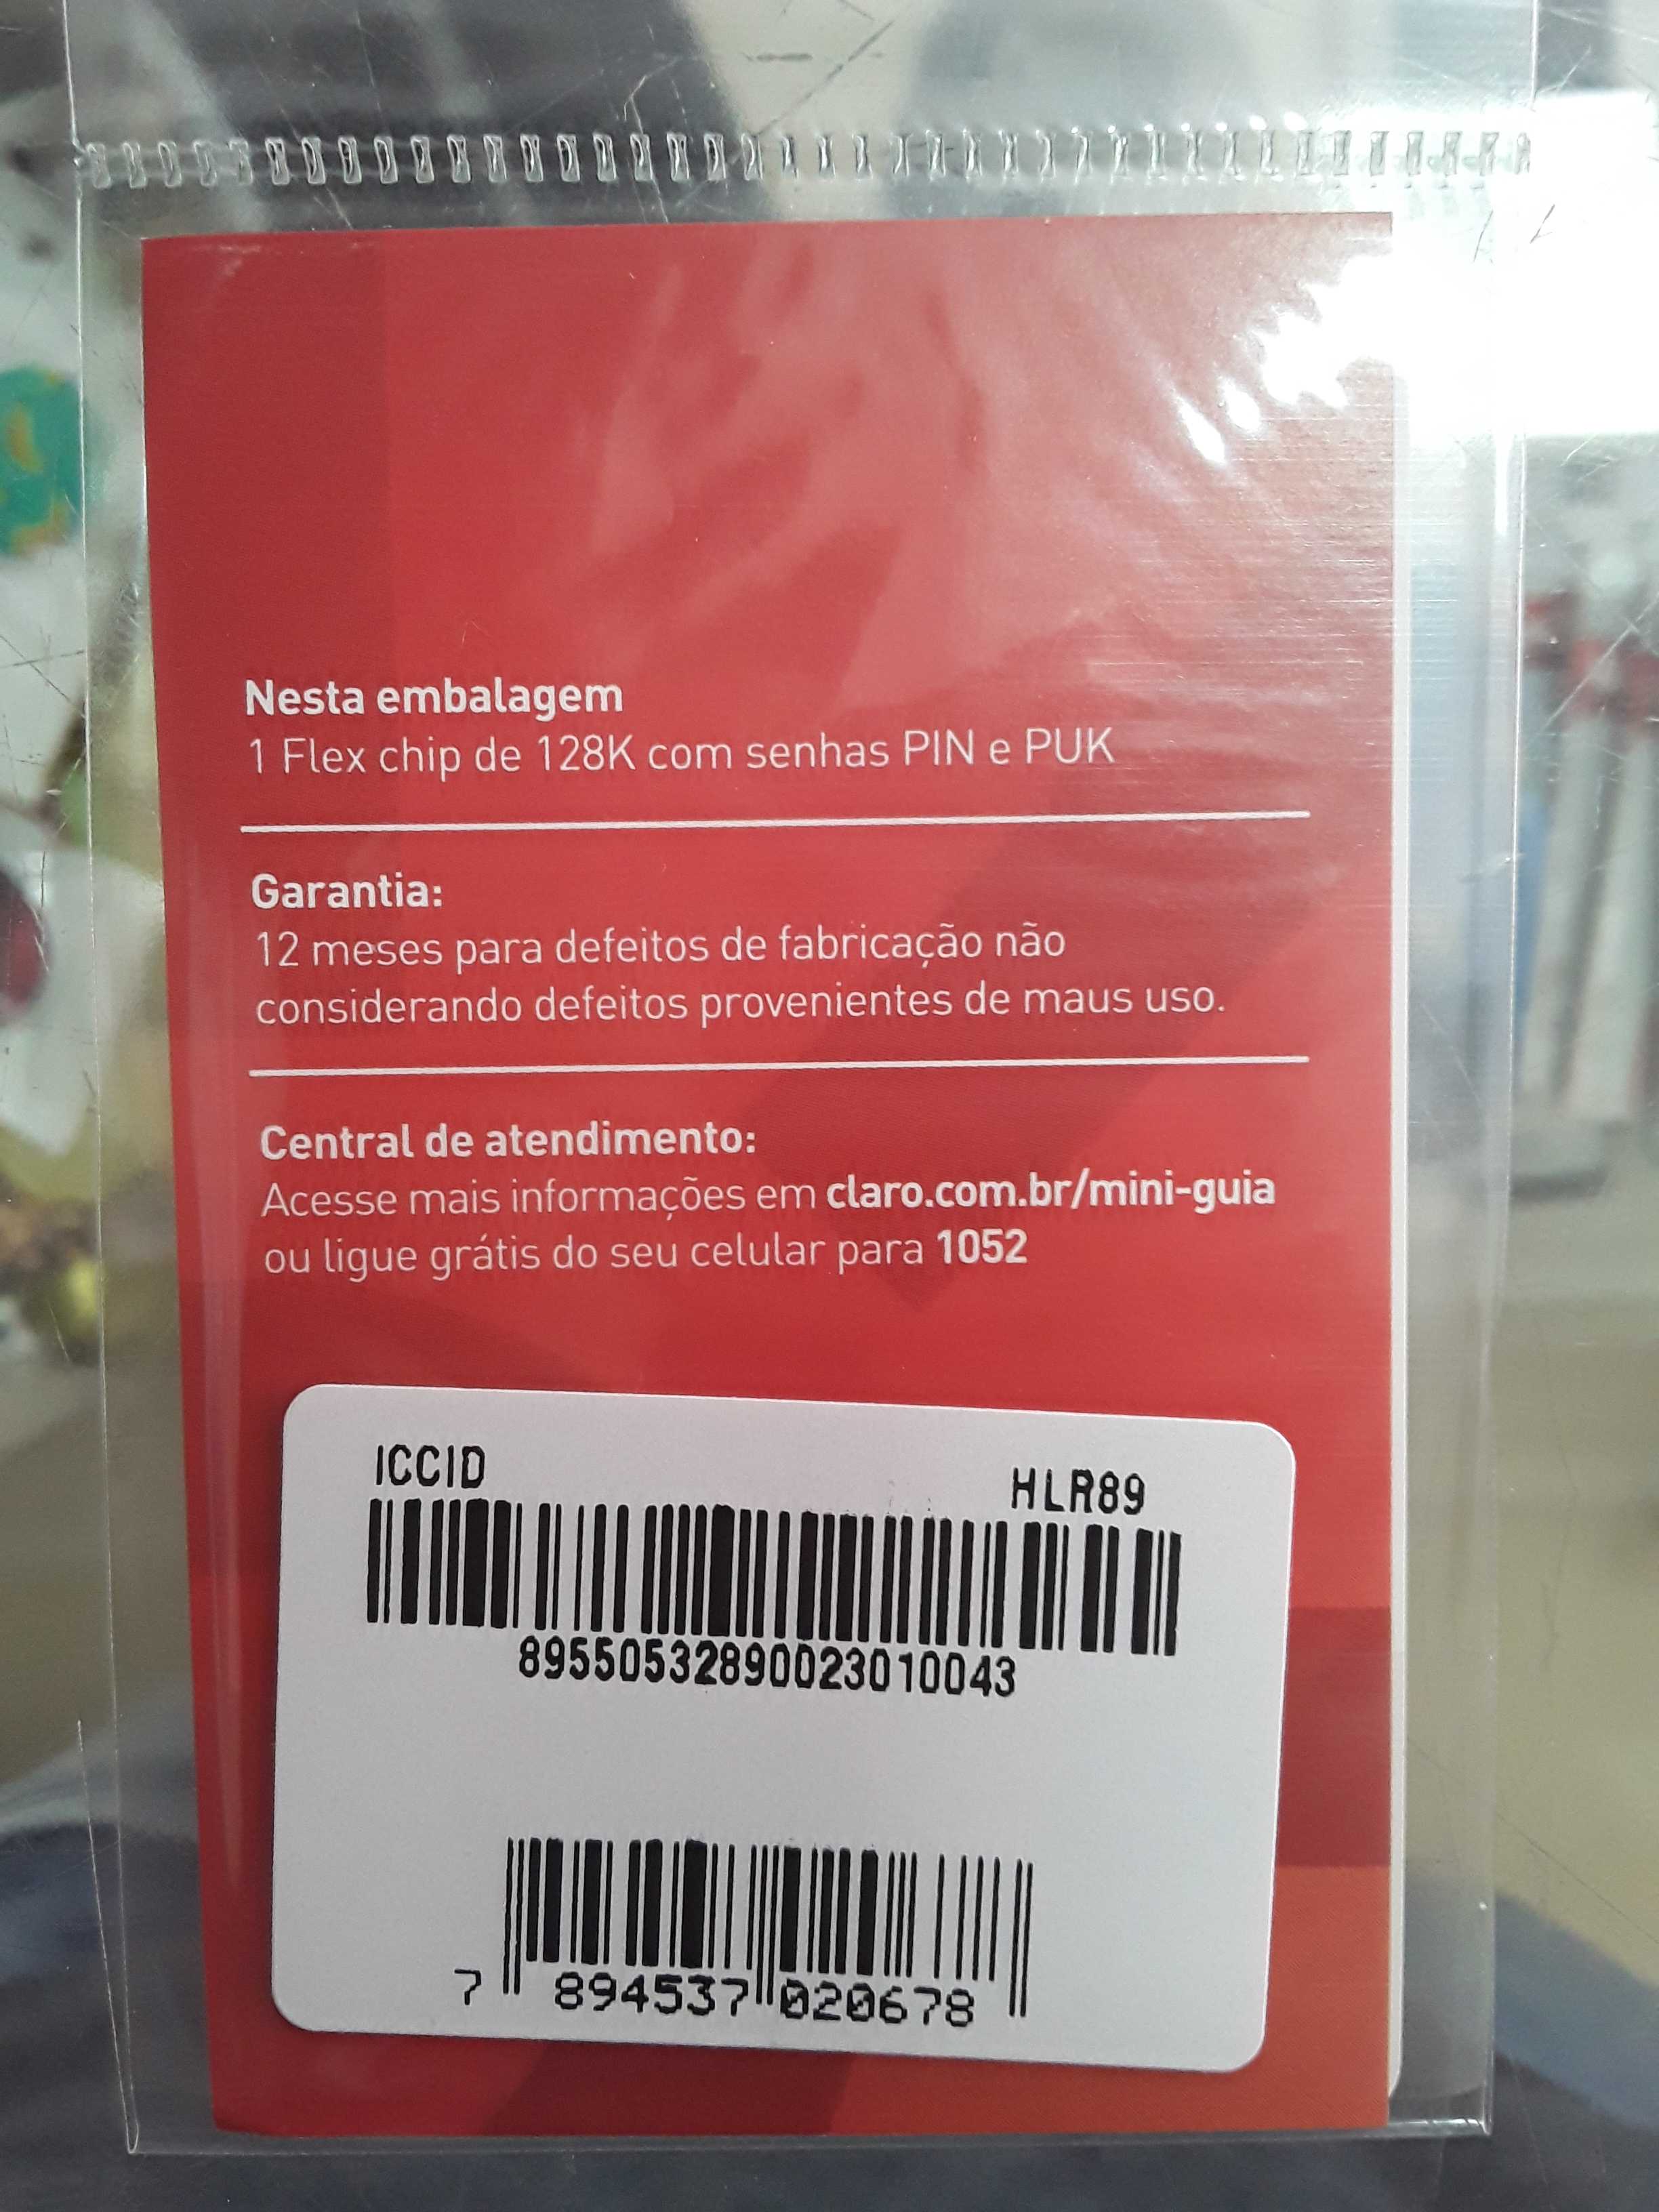 Nesta embalagem
1 Flex chip de 128K com senhas PIN e PUK
Garantia:
12 meses para defeitos de fabricação não
considerando defeitos provenientes de maus uso.
Central de atendimento:
Acesse mais informações em claro.com.br/mini-guia
ou ligue grátis do seu celular para 1052
ICCID HLR89
89550532890023010043
7 894537 020678